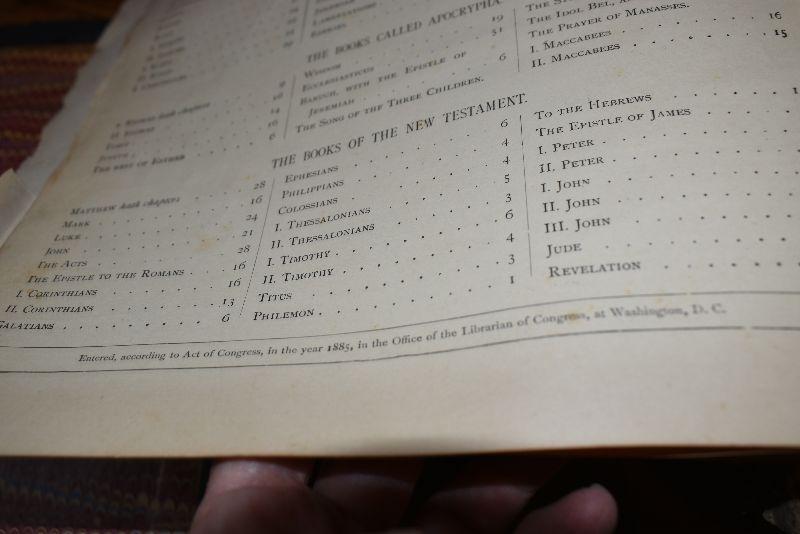 THE BOOKS CALLED APOCRYPHA.
WISDOM 19
ECCLESIASTICUS 51
BARUCH, WITH THE EPISTLE OF
JEREMIAH 6
THE SONG OF THE THREE CHILDREN.
THE IDOL BEL,
THE PRAYER OF MANASSES.
I. MACCABEES 16
II. MACCABEES 15
THE REST OF ESTHER
THE BOOKS OF THE NEW TESTAMENT.
MATTHEW hath chapters 28
MARK 16
LUKE 24
JOHN 21
THE ACTS 28
THE EPISTLE TO THE ROMANS 16
I. CORINTHIANS 16
II. CORINTHIANS 13
GALATIANS 6
EPHESIANS 6
PHILIPPIANS 4
COLOSSIANS 4
I. THESSALONIANS 5
II. THESSALONIANS 3
I. TIMOTHY 6
II. TIMOTHY 4
TITUS 3
PHILEMON 1
TO THE HEBREWS
THE EPISTLE OF JAMES
I. PETER
II. PETER
I. JOHN
II. JOHN
III. JOHN
JUDE
REVELATION
Entered, according to Act of Congress, in the year 1885, in the Office of the Librarian of Congress, at Washington, D. C.